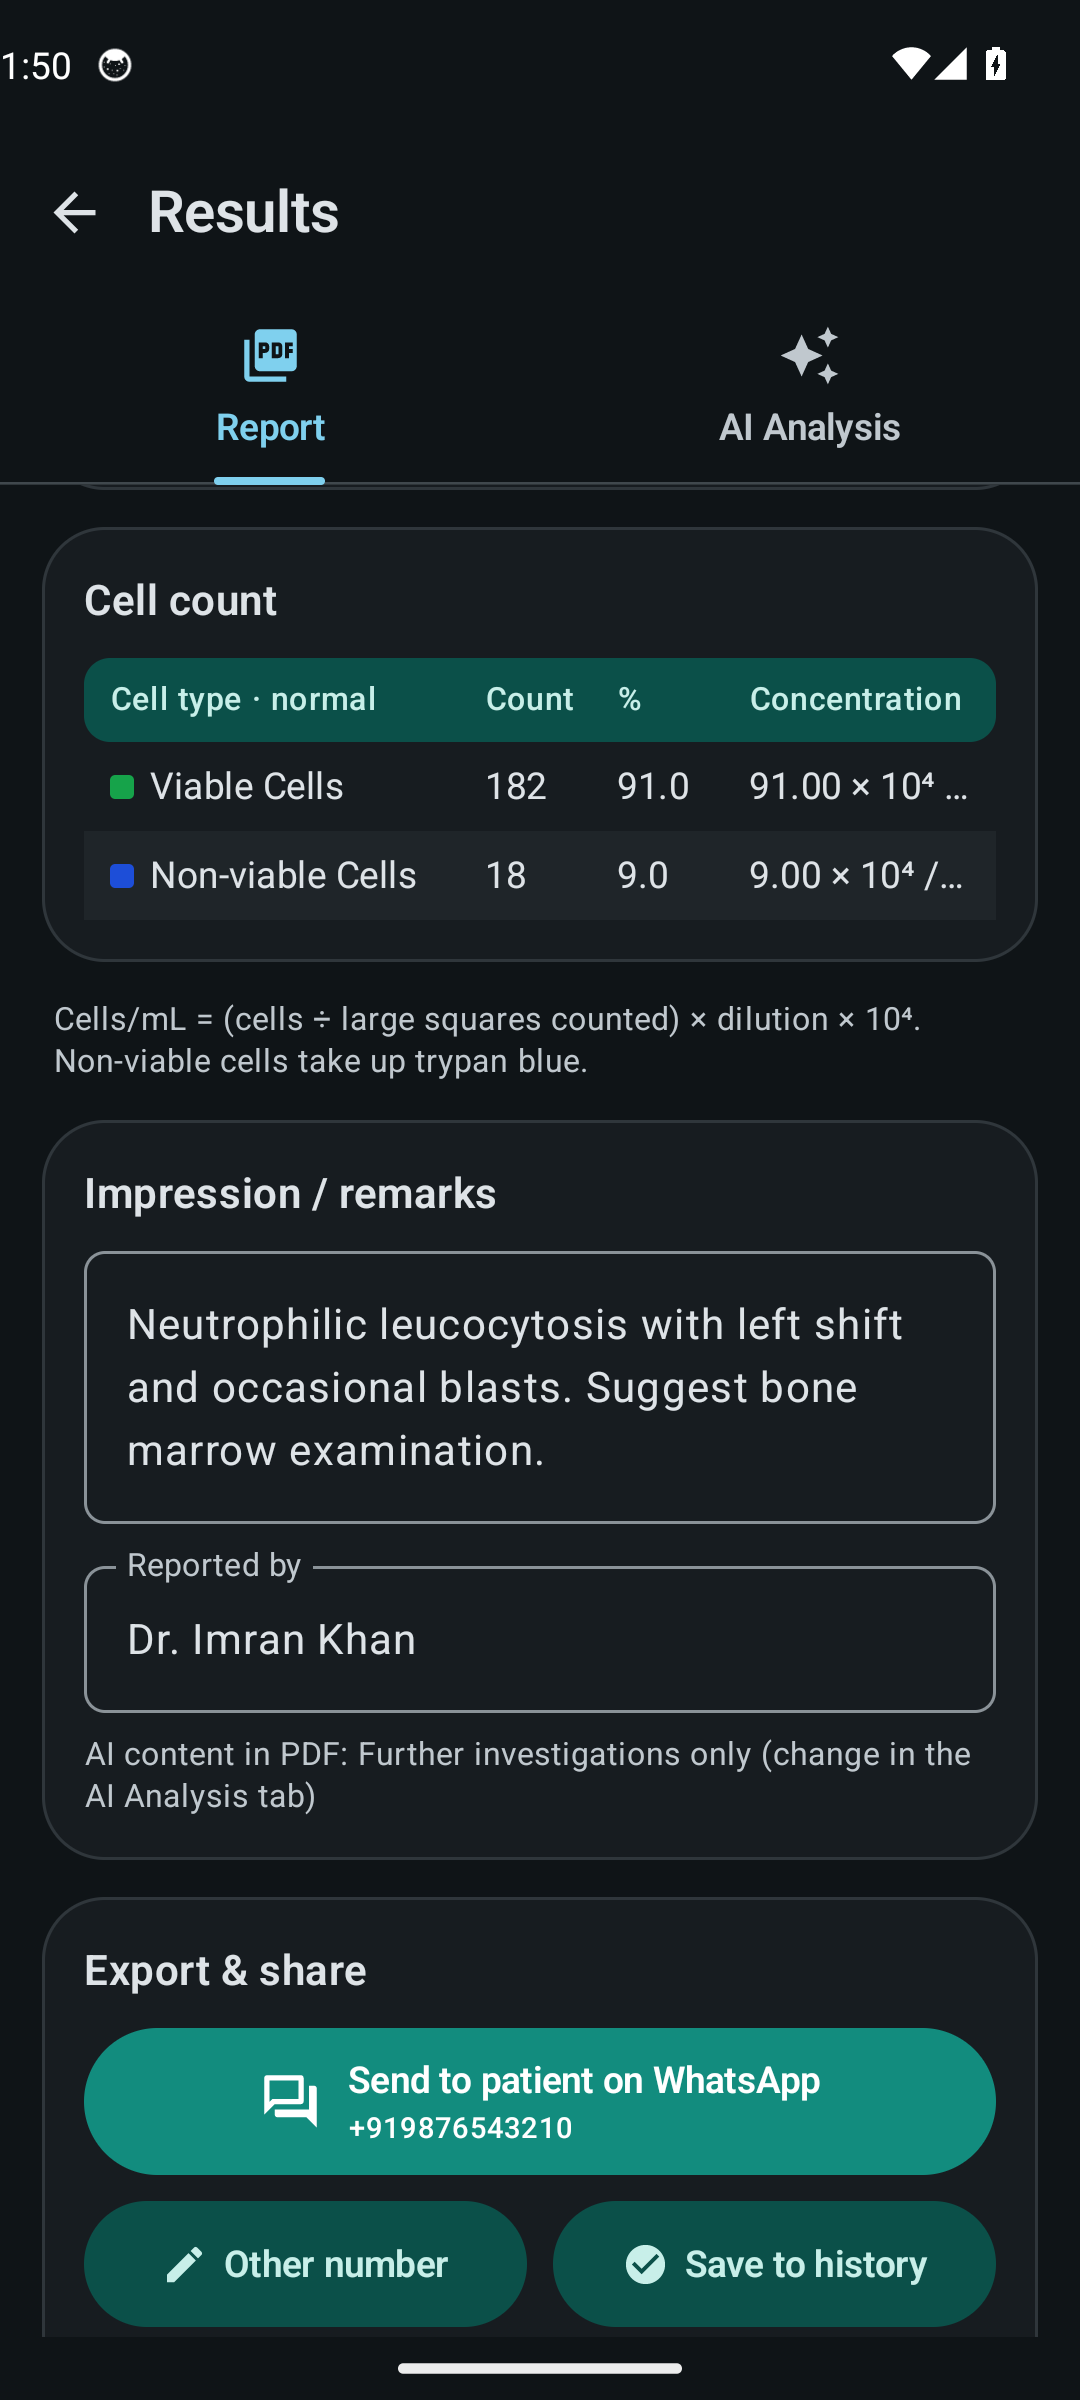 1:50
Results
Report
AI Analysis
Cell count
Cell type · normal Count % Concentration
Viable Cells 182 91.0 91.00 × 10⁴ ...
Non-viable Cells 18 9.0 9.00 × 10⁴ /...
Cells/mL = (cells ÷ large squares counted) × dilution × 10⁴.
Non-viable cells take up trypan blue.
Impression / remarks
Neutrophilic leucocytosis with left shift
and occasional blasts. Suggest bone
marrow examination.
Reported by
Dr. Imran Khan
AI content in PDF: Further investigations only (change in the
AI Analysis tab)
Export & share
Send to patient on WhatsApp
+919876543210
Other number
Save to history